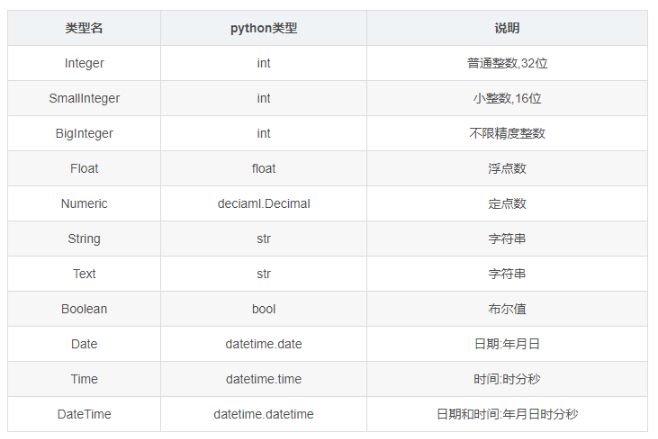 类型名 python类型 说明
Integer int 普通整数,32位
SmallInteger int 小整数,16位
BigInteger int 不限精度整数
Float float 浮点数
Numeric deciaml.Decimal 定点数
String str 字符串
Text str 字符串
Boolean bool 布尔值
Date datetime.date 日期:年月日
Time datetime.time 时间:时分秒
DateTime datetime.datetime 日期和时间:年月日时分秒